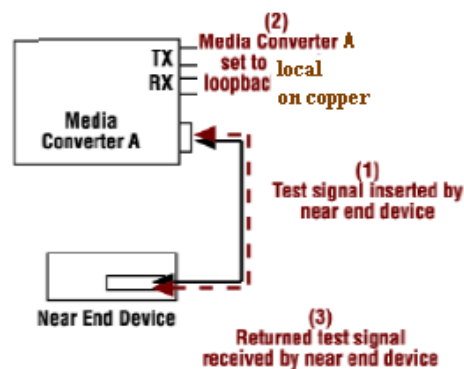 (2)
Media Converter A
set to local
loopbac
on copper
TX
RX
Media
Converter A
(1)
Test signal inserted by
near end device
Near End Device
(3)
Returned test signal
received by near end device